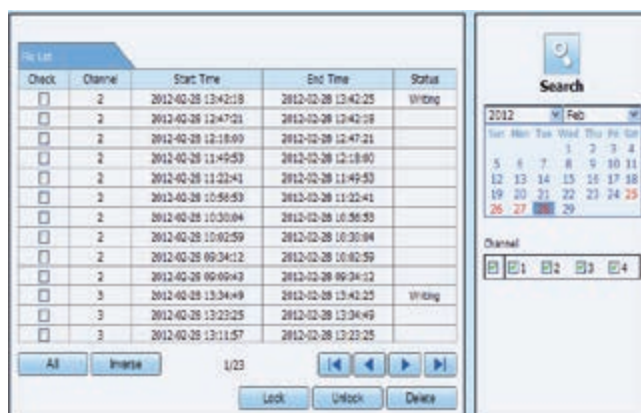 File List
Check Channel Start Time End Time Status
2 2012-02-28 13:42:18 2012-02-28 13:42:25 Writing
2 2012-02-28 12:47:21 2012-02-28 13:42:18
2 2012-02-28 12:18:00 2012-02-28 12:47:21
2 2012-02-28 11:49:53 2012-02-28 12:18:00
2 2012-02-28 11:22:41 2012-02-28 11:49:53
2 2012-02-28 10:56:53 2012-02-28 11:22:41
2 2012-02-28 10:30:04 2012-02-28 10:56:53
2 2012-02-28 10:02:59 2012-02-28 10:30:04
2 2012-02-28 09:34:12 2012-02-28 10:02:59
2 2012-02-28 09:09:43 2012-02-28 09:34:12
3 2012-02-28 13:34:49 2012-02-28 13:42:25 Writing
3 2012-02-28 13:23:25 2012-02-28 13:34:49
3 2012-02-28 13:11:57 2012-02-28 13:23:25
All Inverse 1/23
Lock Unlock Delete
Search
2012 Feb
Sun Mon Tue Wed Thu Fri Sat
1 2 3 4
5 6 7 8 9 10 11
12 13 14 15 16 17 18
19 20 21 22 23 24 25
26 27 28 29
Channel
1 2 3 4